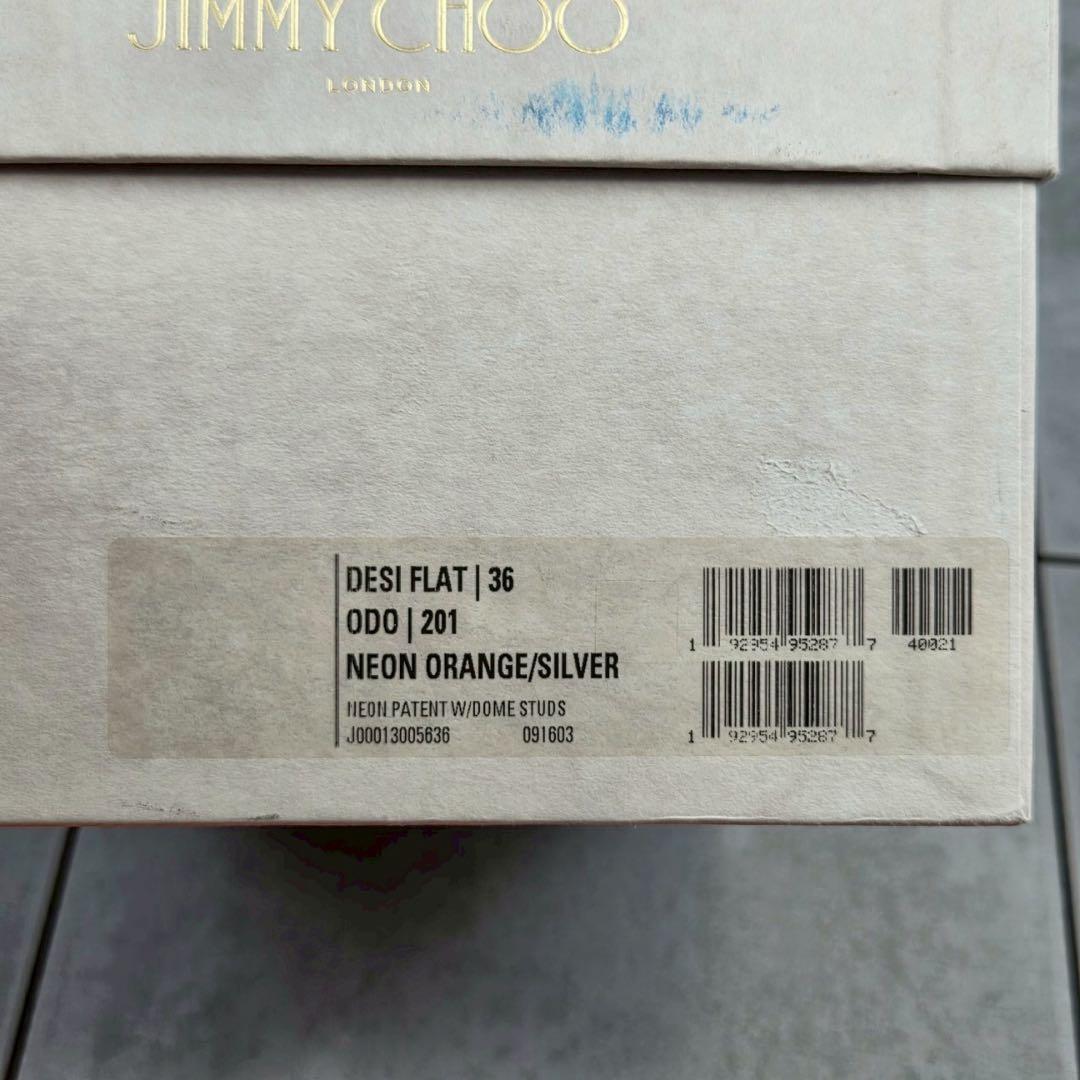 JIMMY CHOO
LONDON
DESI FLAT | 36
ODO | 201
NEON ORANGE/SILVER
NEON PATENT W/DOME STUDS
J00013005636 091603
1 92954 95287 7
40021
1 92954 95287 7